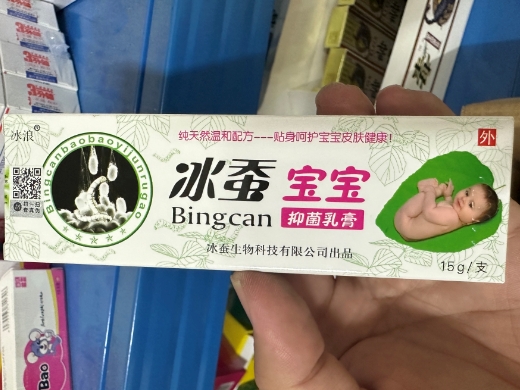 冰浪®
纯天然温和配方---贴身呵护宝宝皮肤健康！
外
Bingcanbaobaoyijunrugao
冰蚕 宝宝
Bingcan 抑菌乳膏
冰蚕生物科技有限公司出品
15g/支
Bao